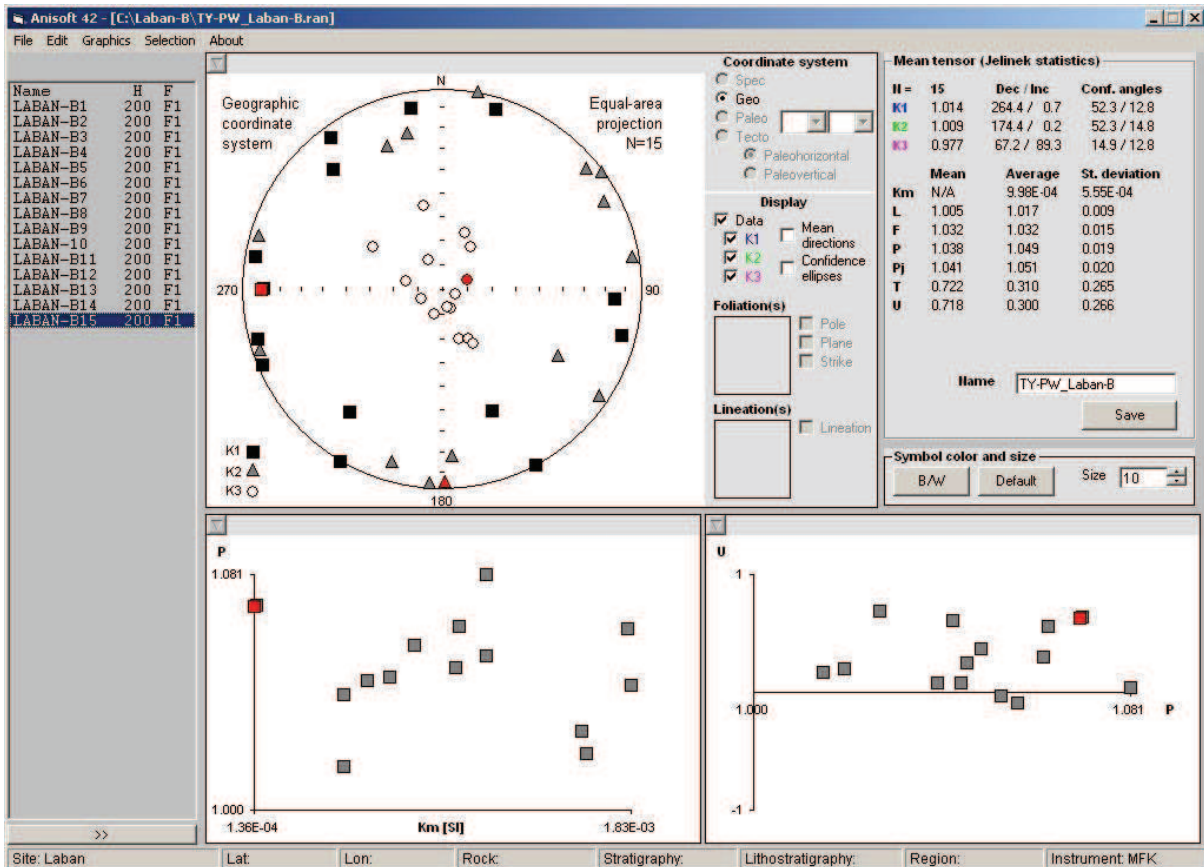 Anisoft 42 - [C:\Laban-B\TY-PW_Laban-B.ran]
File Edit Graphics Selection About
Name H F
LABAN-B1 200 F1
LABAN-B2 200 F1
LABAN-B3 200 F1
LABAN-B4 200 F1
LABAN-B5 200 F1
LABAN-B6 200 F1
LABAN-B7 200 F1
LABAN-B8 200 F1
LABAN-B9 200 F1
LABAN-10 200 F1
LABAN-B11 200 F1
LABAN-B12 200 F1
LABAN-B13 200 F1
LABAN-B14 200 F1
LABAN-B15 200 F1
>>
Geographic
coordinate
system
N
Equal-area
projection
N=15
270
90
180
K1
K2
K3
Coordinate system
Spec
Geo
Paleo
Tecto
Paleohorizontal
Paleovertical
Display
Data
K1
K2
K3
Mean
directions
Confidence
ellipses
Foliation(s)
Pole
Plane
Strike
Lineation(s)
Lineation
Mean tensor (Jelinek statistics)
N = 15 Dec / Inc Conf. angles
K1 1.014 264.4 / 0.7 52.3 / 12.8
K2 1.009 174.4 / 0.2 52.3 / 14.8
K3 0.977 67.2 / 89.3 14.9 / 12.8
Mean Average St. deviation
Km N/A 9.98E-04 5.55E-04
L 1.005 1.017 0.009
F 1.032 1.032 0.015
P 1.038 1.049 0.019
Pj 1.041 1.051 0.020
T 0.722 0.310 0.265
U 0.718 0.300 0.266
Name TY-PW_Laban-B
Save
Symbol color and size
B/W Default Size 10
P
1.081
1.000
1.36E-04 Km [SI] 1.83E-03
U
1
1.000 1.081 P
-1
Site: Laban Lat: Lon: Rock: Stratigraphy: Lithostratigraphy: Region: Instrument: MFK